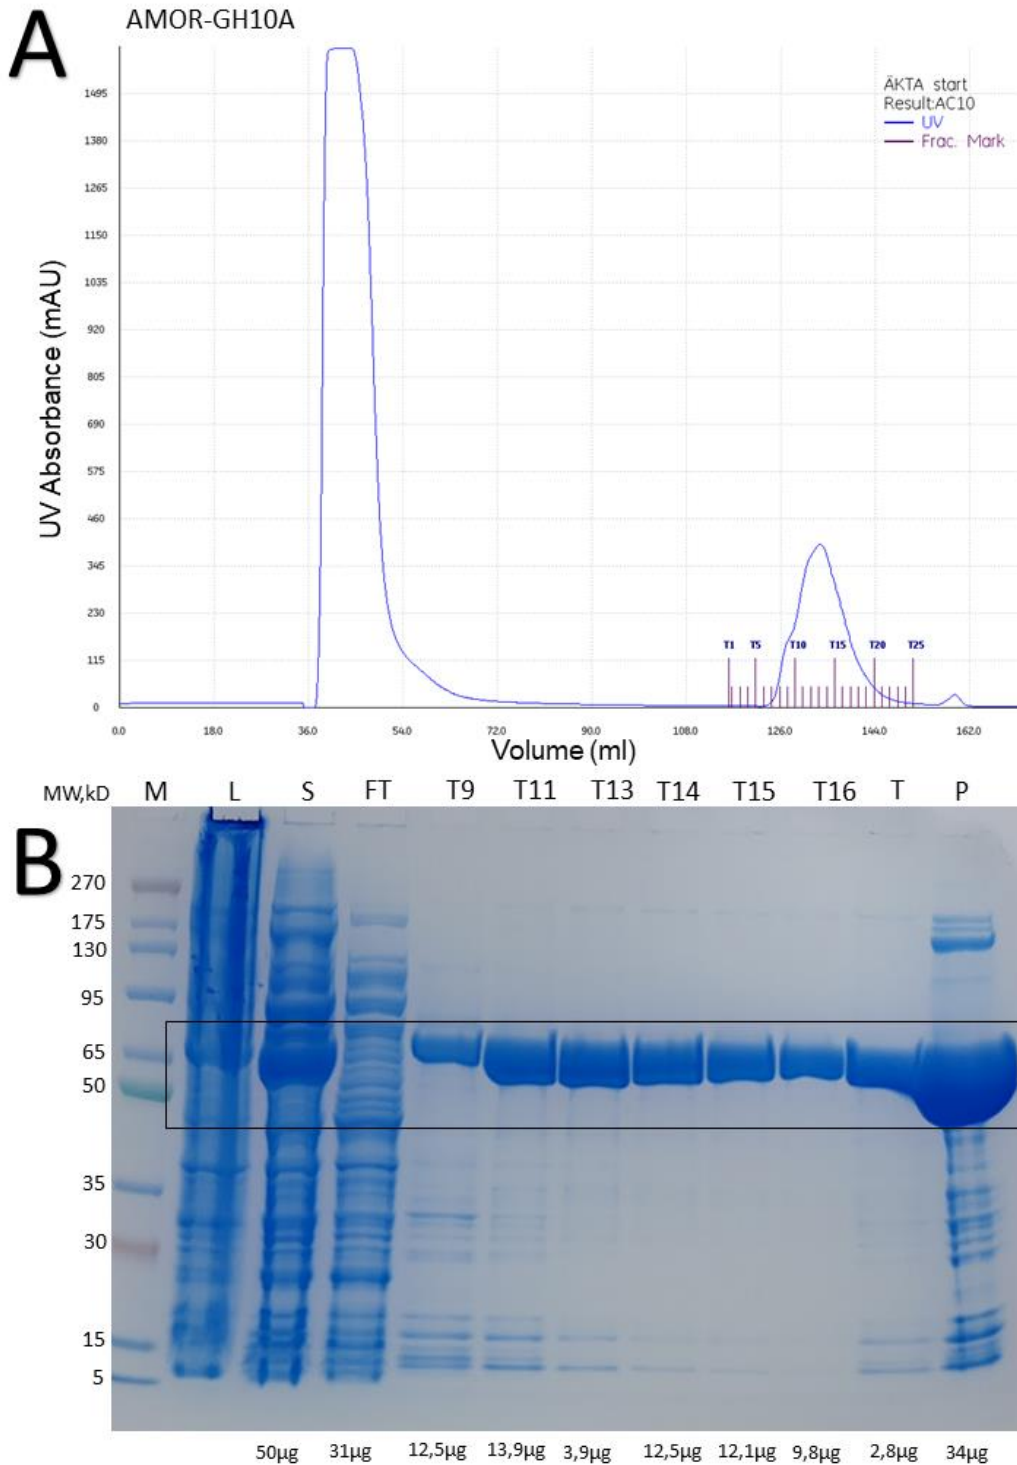 A
AMOR-GH10A
ÄKTA start
Result:AC10
UV
Frac. Mark
UV Absorbance (mAU)
1495
1380
1265
1150
1035
920
805
690
575
460
345
230
115
0
T1 T5 T10 T15 T20 T25
0.0 18.0 36.0 54.0 72.0 90.0 108.0 126.0 144.0 162.0
Volume (ml)
MW,kD M L S FT T9 T11 T13 T14 T15 T16 T P
B
270
175
130
95
65
50
35
30
15
5
50µg 31µg 12,5µg 13,9µg 3,9µg 12,5µg 12,1µg 9,8µg 2,8µg 34µg